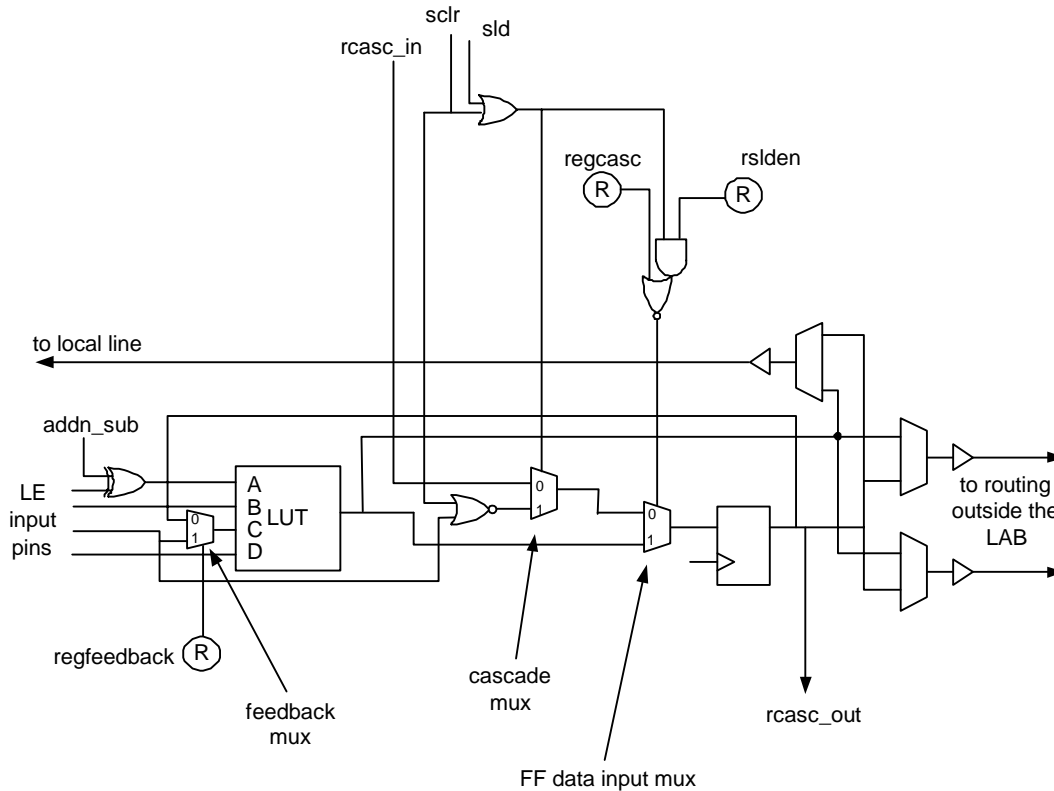 sclr
sld
rcasc_in
regcasc
rslden
R
R
to local line
addn_sub
LE
input
pins
A
B
C
D
LUT
0
1
0
1
0
1
to routing
outside the
LAB
regfeedback
R
feedback
mux
cascade
mux
rcasc_out
FF data input mux